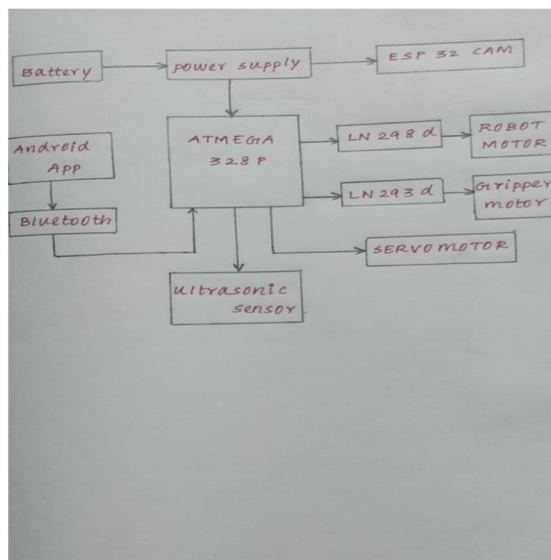 Battery
power supply
ESP 32 CAM
Android
App
ATMEGA
328P
LN 298 d
ROBOT
MOTOR
LN 293 d
Gripper
motor
Bluetooth
SERVO MOTOR
ultrasonic
sensor